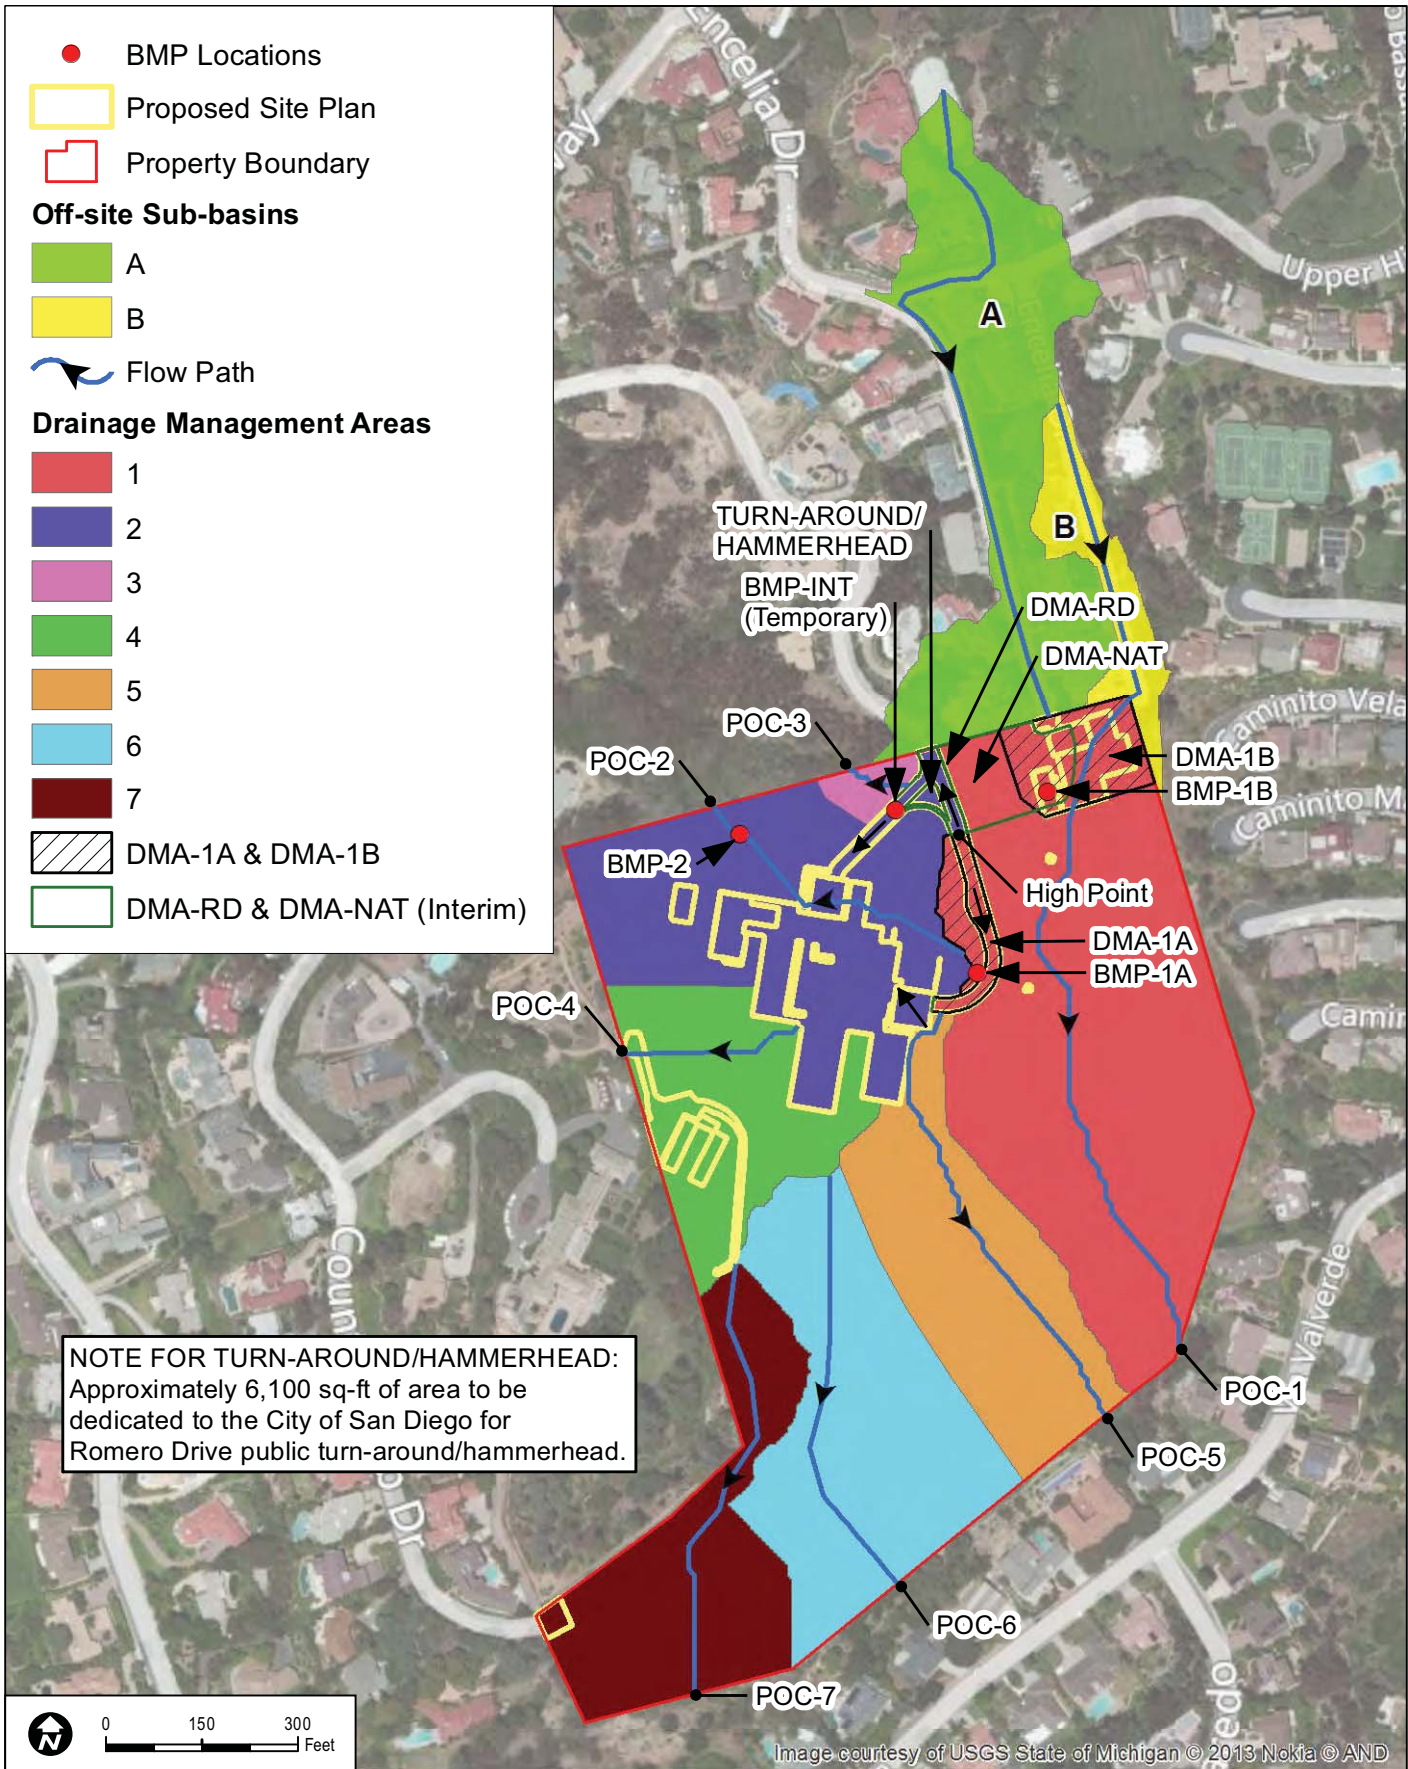 BMP Locations
Proposed Site Plan
Property Boundary
Off-site Sub-basins
A
B
Flow Path
Drainage Management Areas
1
2
3
4
5
6
7
DMA-1A & DMA-1B
DMA-RD & DMA-NAT (Interim)
Encelia Dr
Way
Upper H
A
B
TURN-AROUND/
HAMMERHEAD
BMP-INT
(Temporary)
DMA-RD
DMA-NAT
POC-3
POC-2
Caminito Vela
DMA-1B
BMP-1B
Caminito M
BMP-2
High Point
DMA-1A
BMP-1A
POC-4
Camin
Valverde
POC-1
POC-5
NOTE FOR TURN-AROUND/HAMMERHEAD:
Approximately 6,100 sq-ft of area to be
dedicated to the City of San Diego for
Romero Drive public turn-around/hammerhead.
POC-6
POC-7
N
0 150 300
Feet
Image courtesy of USGS State of Michigan © 2013 Nokia © AND